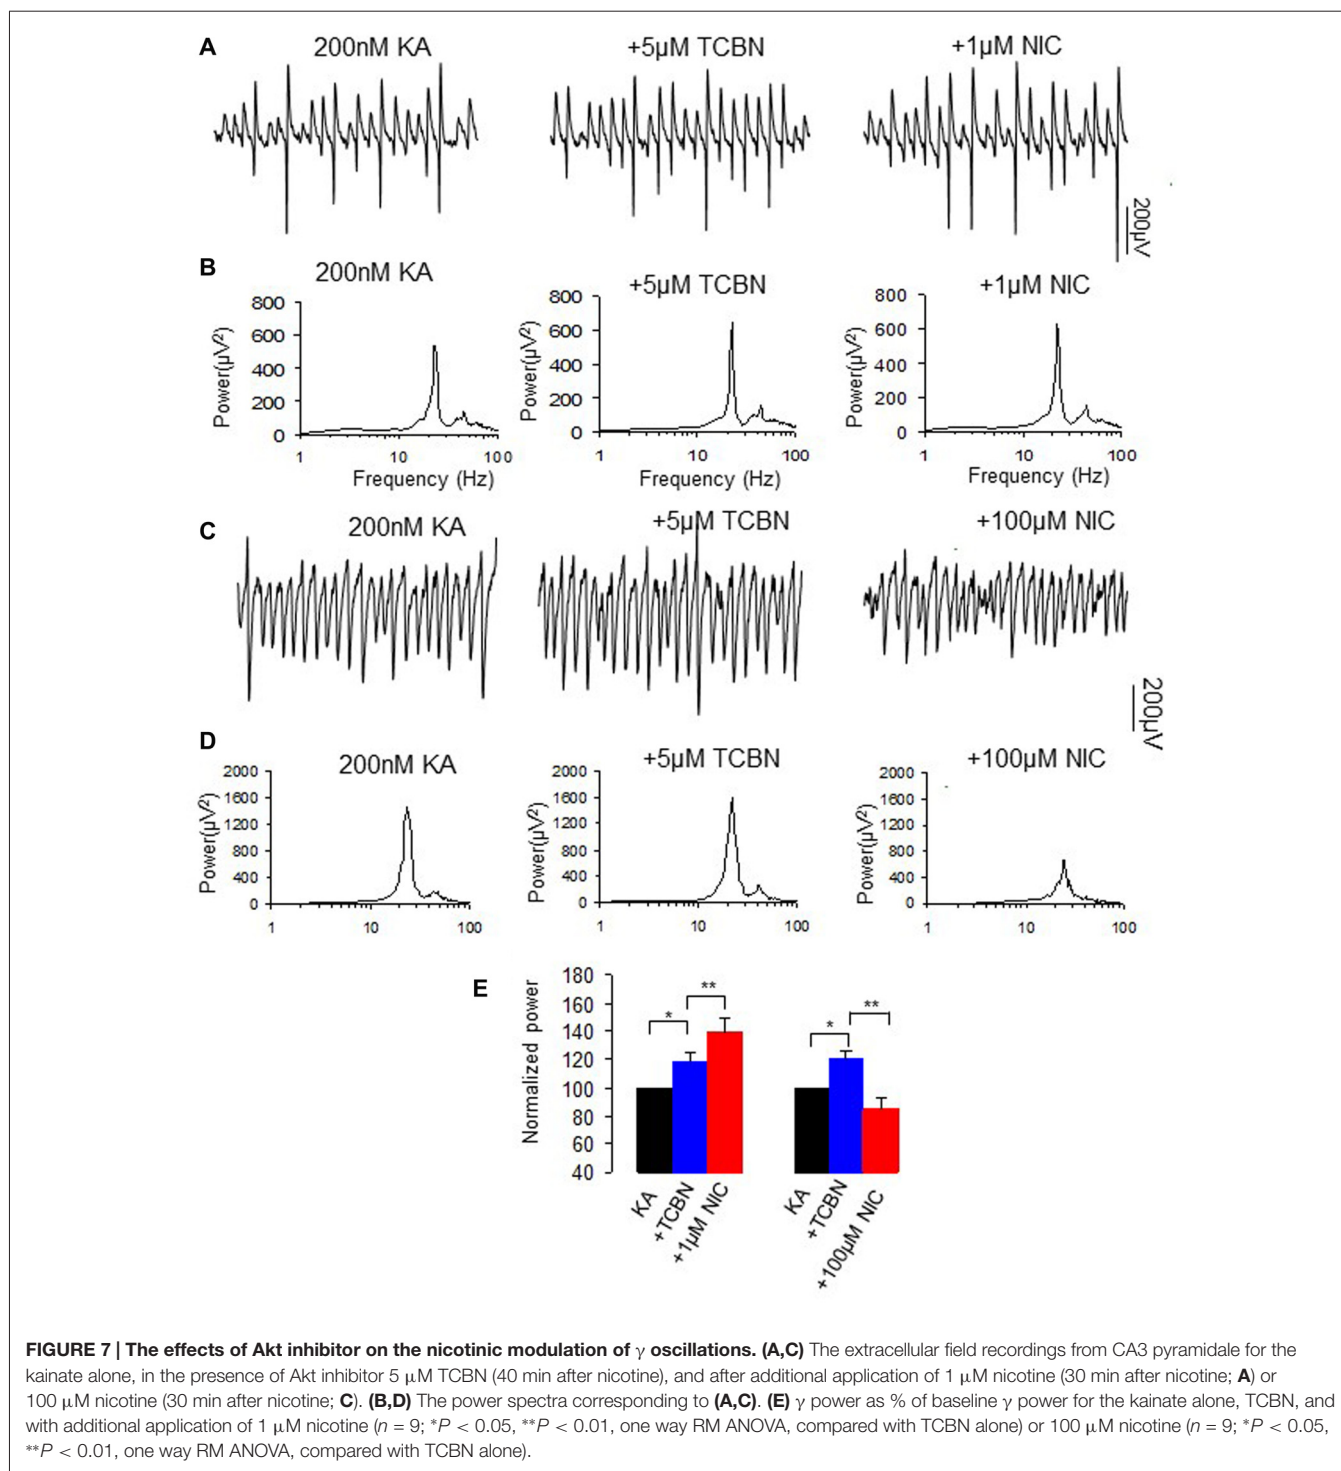 A
200nM KA
+5µM TCBN
+1µM NIC
200µV
B
200nM KA
+5µM TCBN
+1µM NIC
Power(µV²)
800
600
400
200
0
1
10
100
Frequency (Hz)
Power(µV²)
800
600
400
200
0
1
10
100
Power(µV²)
800
600
400
200
0
1
10
100
Frequency (Hz)
C
200nM KA
+5µM TCBN
+100µM NIC
200µV
D
200nM KA
+5µM TCBN
+100µM NIC
Power(µV²)
2000
1600
1200
800
400
0
1
10
100
Power(µV²)
2000
1600
1200
800
400
0
1
10
100
Power(µV²)
2000
1600
1200
800
400
0
1
10
100
E
Normalized power
180
160
140
120
100
80
60
40
*
**
*
**
KA
+TCBN
+1µM NIC
KA
+TCBN
+100µM NIC
FIGURE 7 | The effects of Akt inhibitor on the nicotinic modulation of γ oscillations. (A,C) The extracellular field recordings from CA3 pyramidale for the
kainate alone, in the presence of Akt inhibitor 5 µM TCBN (40 min after nicotine), and after additional application of 1 µM nicotine (30 min after nicotine; A) or
100 µM nicotine (30 min after nicotine; C). (B,D) The power spectra corresponding to (A,C). (E) γ power as % of baseline γ power for the kainate alone, TCBN, and
with additional application of 1 µM nicotine (n = 9; *P < 0.05, **P < 0.01, one way RM ANOVA, compared with TCBN alone) or 100 µM nicotine (n = 9; *P < 0.05,
**P < 0.01, one way RM ANOVA, compared with TCBN alone).